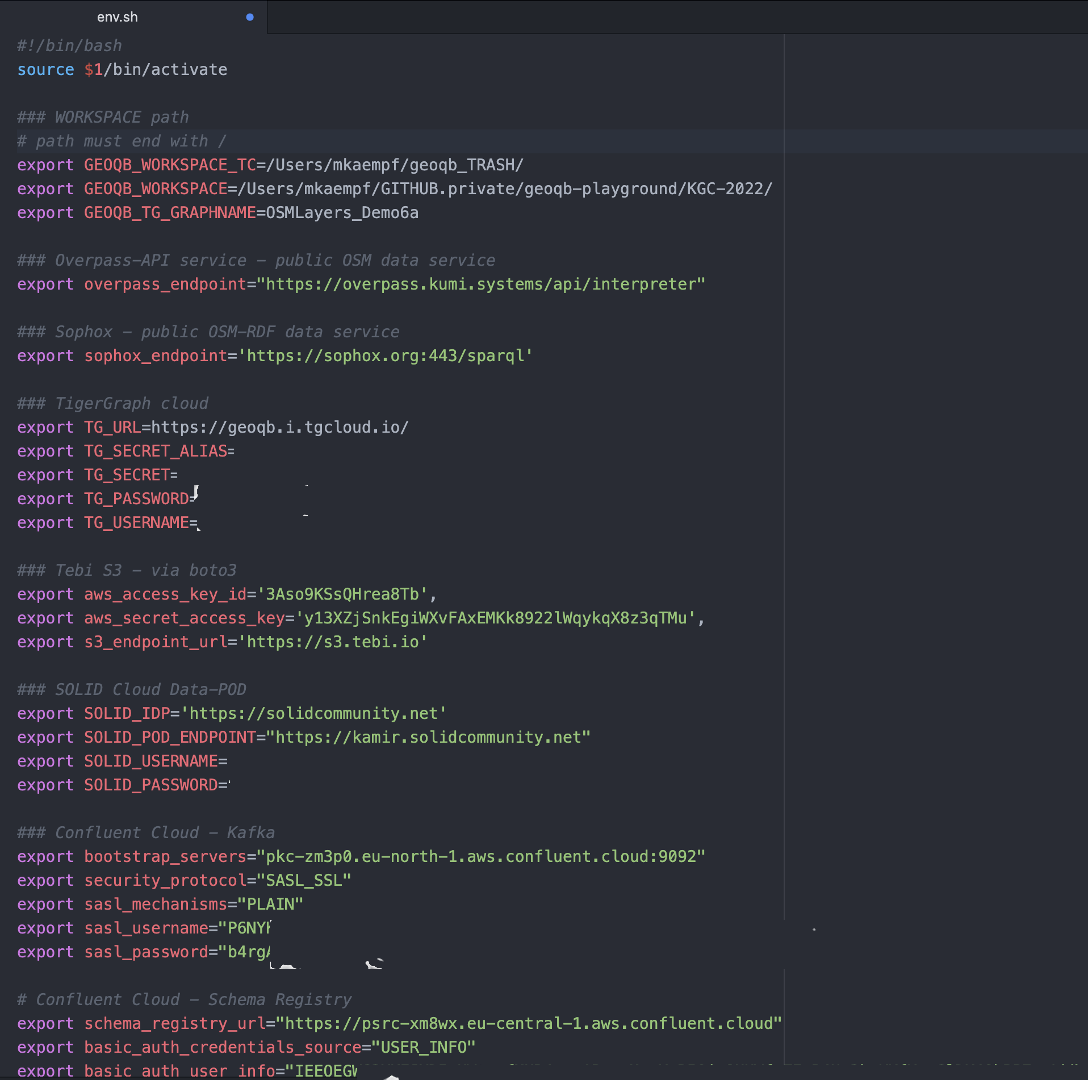 env.sh
#!/bin/bash
source $1/bin/activate
### WORKSPACE path
# path must end with /
export GEOQB_WORKSPACE_TC=/Users/mkaempf/geoqb_TRASH/
export GEOQB_WORKSPACE=/Users/mkaempf/GITHUB.private/geoqb-playground/KGC-2022/
export GEOQB_TG_GRAPHNAME=OSMLayers_Demo6a
### Overpass-API service - public OSM data service
export overpass_endpoint="https://overpass.kumi.systems/api/interpreter"
### Sophox - public OSM-RDF data service
export sophox_endpoint='https://sophox.org:443/sparql'
### TigerGraph cloud
export TG_URL=https://geoqb.i.tgcloud.io/
export TG_SECRET_ALIAS=
export TG_SECRET=
export TG_PASSWORD=
export TG_USERNAME=
### Tebi S3 - via boto3
export aws_access_key_id='3Aso9KSsQHrea8Tb',
export aws_secret_access_key='y13XZjSnkEgiWXvFAxEMKk8922lWqykqX8z3qTMu',
export s3_endpoint_url='https://s3.tebi.io'
### SOLID Cloud Data-POD
export SOLID_IDP='https://solidcommunity.net'
export SOLID_POD_ENDPOINT="https://kamir.solidcommunity.net"
export SOLID_USERNAME=
export SOLID_PASSWORD='
### Confluent Cloud - Kafka
export bootstrap_servers="pkc-zm3p0.eu-north-1.aws.confluent.cloud:9092"
export security_protocol="SASL_SSL"
export sasl_mechanisms="PLAIN"
export sasl_username="P6NY
export sasl_password="b4rg
# Confluent Cloud - Schema Registry
export schema_registry_url="https://psrc-xm8wx.eu-central-1.aws.confluent.cloud"
export basic_auth_credentials_source="USER_INFO"
export basic_auth_user_info="IEEOEG